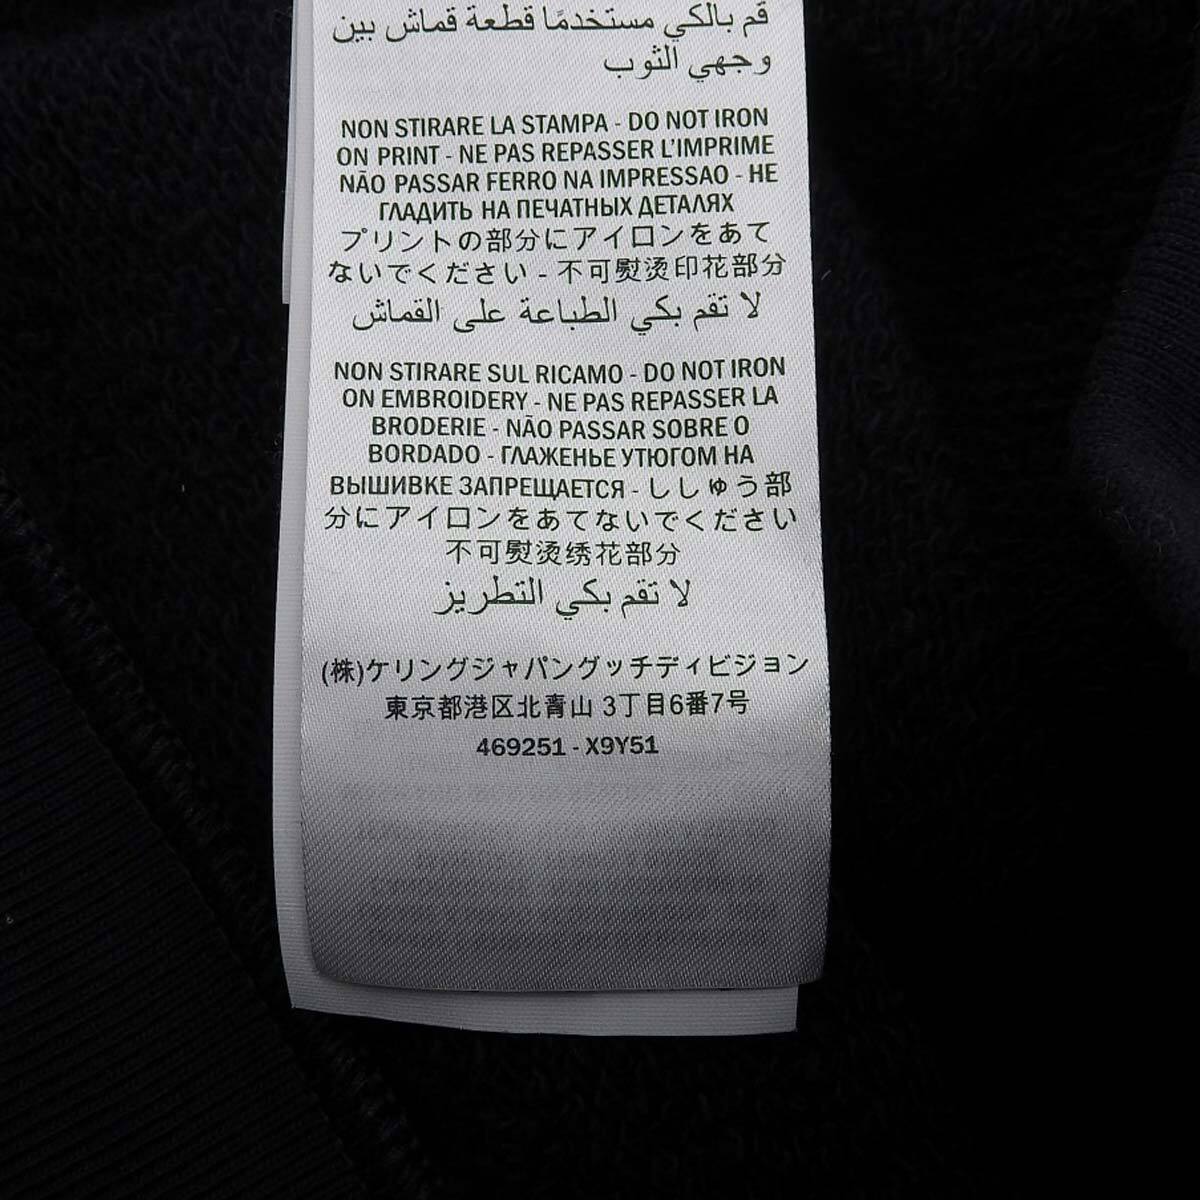 قم بالكي مستخدمًا قطعة قماش بين
وجهي الثوب
NON STIRARE LA STAMPA - DO NOT IRON
ON PRINT - NE PAS REPASSER L'IMPRIME
NÃO PASSAR FERRO NA IMPRESSAO - НЕ
ГЛАДИТЬ НА ПЕЧАТНЫХ ДЕТАЛЯХ
プリントの部分にアイロンをあて
ないでください - 不可熨烫印花部分
لا تقم بكي الطباعة على القماش
NON STIRARE SUL RICAMO - DO NOT IRON
ON EMBROIDERY - NE PAS REPASSER LA
BRODERIE - NÃO PASSAR SOBRE O
BORDADO - ГЛАЖЕНЬЕ УТЮГОМ НА
ВЫШИВКЕ ЗАПРЕЩАЕТСЯ - ししゅう部
分にアイロンをあてないでください
不可熨烫绣花部分
لا تقم بكي التطريز
(株)ケリングジャパングッチディビジョン
東京都港区北青山 3丁目6番7号
469251 - X9Y51